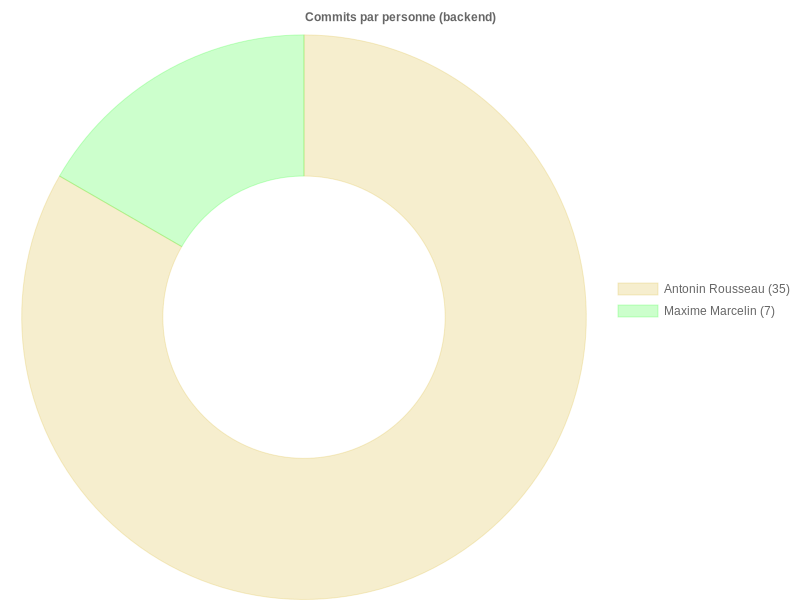 Commits par personne (backend)
Antonin Rousseau (35)
Maxime Marcelin (7)